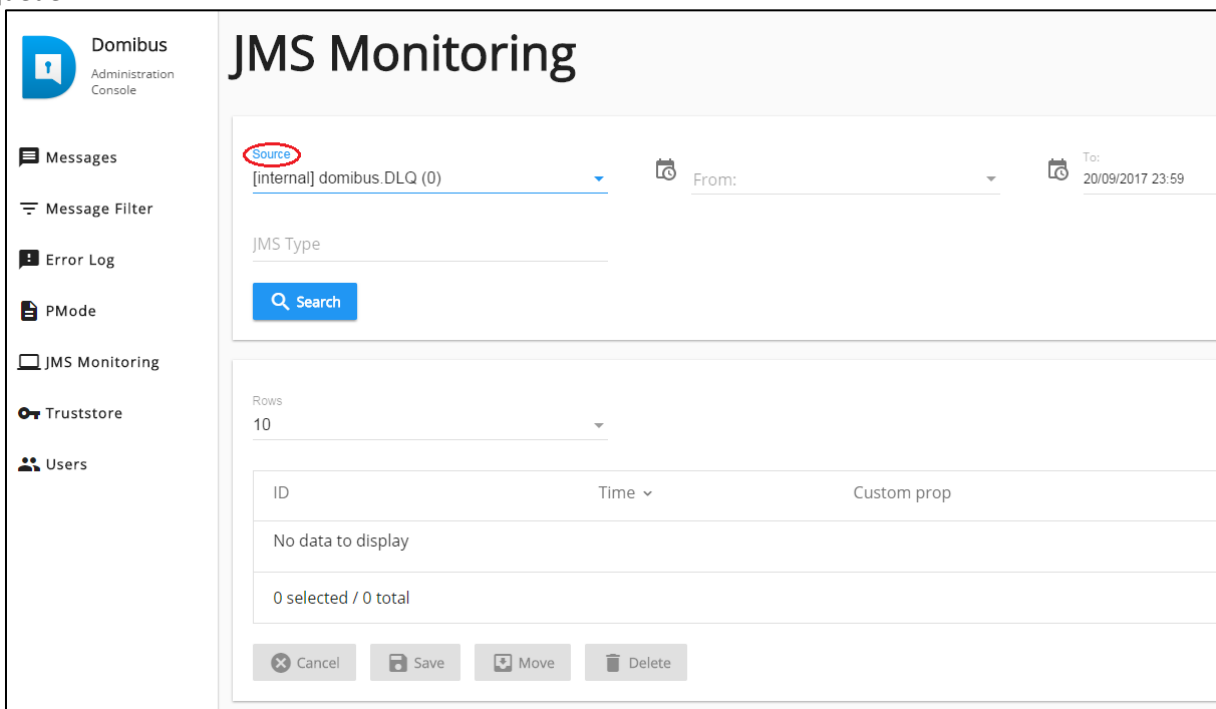 Domibus
Administration
Console
Messages
Message Filter
Error Log
PMode
JMS Monitoring
Truststore
Users
JMS Monitoring
Source
[internal] domibus.DLQ (0)
From:
To:
20/09/2017 23:59
JMS Type
Search
Rows
10
ID Time Custom prop
No data to display
0 selected / 0 total
Cancel Save Move Delete